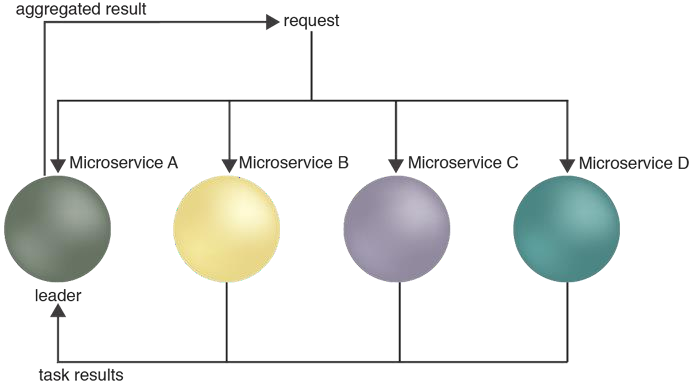 aggregated result
request
Microservice A
Microservice B
Microservice C
Microservice D
leader
task results